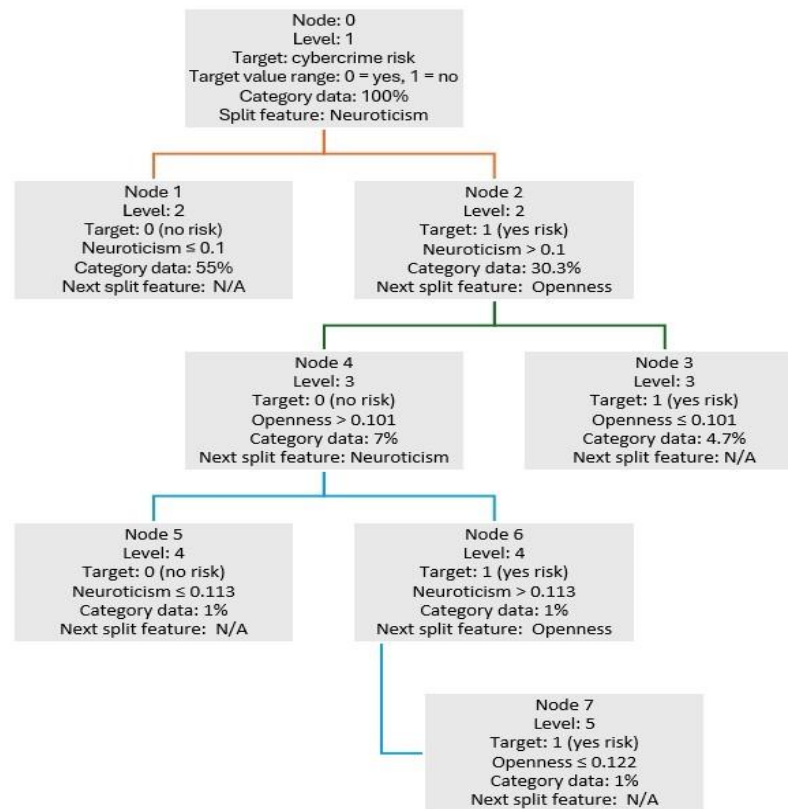 Node: 0
Level: 1
Target: cybercrime risk
Target value range: 0 = yes, 1 = no
Category data: 100%
Split feature: Neuroticism
Node 1
Level: 2
Target: 0 (no risk)
Neuroticism ≤ 0.1
Category data: 55%
Next split feature: N/A
Node 2
Level: 2
Target: 1 (yes risk)
Neuroticism > 0.1
Category data: 30.3%
Next split feature: Openness
Node 4
Level: 3
Target: 0 (no risk)
Openness > 0.101
Category data: 7%
Next split feature: Neuroticism
Node 3
Level: 3
Target: 1 (yes risk)
Openness ≤ 0.101
Category data: 4.7%
Next split feature: N/A
Node 5
Level: 4
Target: 0 (no risk)
Neuroticism ≤ 0.113
Category data: 1%
Next split feature: N/A
Node 6
Level: 4
Target: 1 (yes risk)
Neuroticism > 0.113
Category data: 1%
Next split feature: Openness
Node 7
Level: 5
Target: 1 (yes risk)
Openness ≤ 0.122
Category data: 1%
Next split feature: N/A